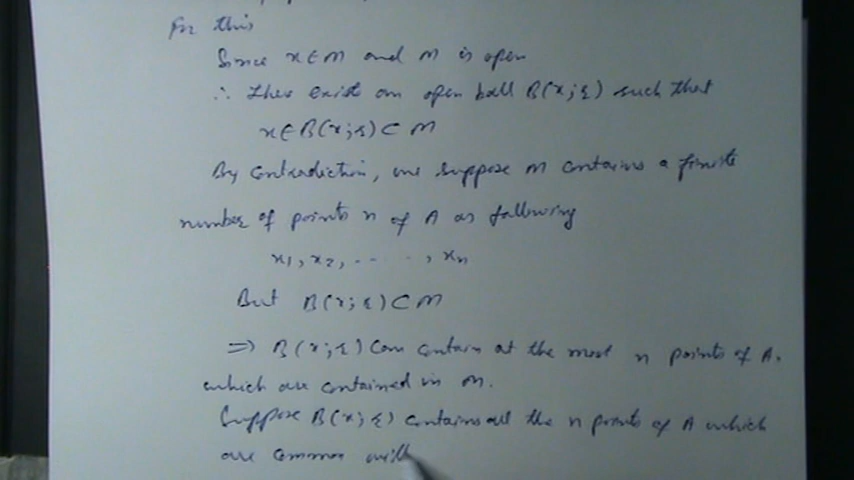 For this
Since x∈M and M is open
∴ there exists an open ball B(x;ε) such that
x∈B(x;ε)⊂M
By contradiction, we suppose M contains a finite
number of points n of A as following
x₁, x₂, - - - -, xₙ
But B(x;ε)⊂M
⇒ B(x;ε) can contain at the most n points of A.
which are contained in M.
Suppose B(x;ε) contains all the n points of A which
are common with